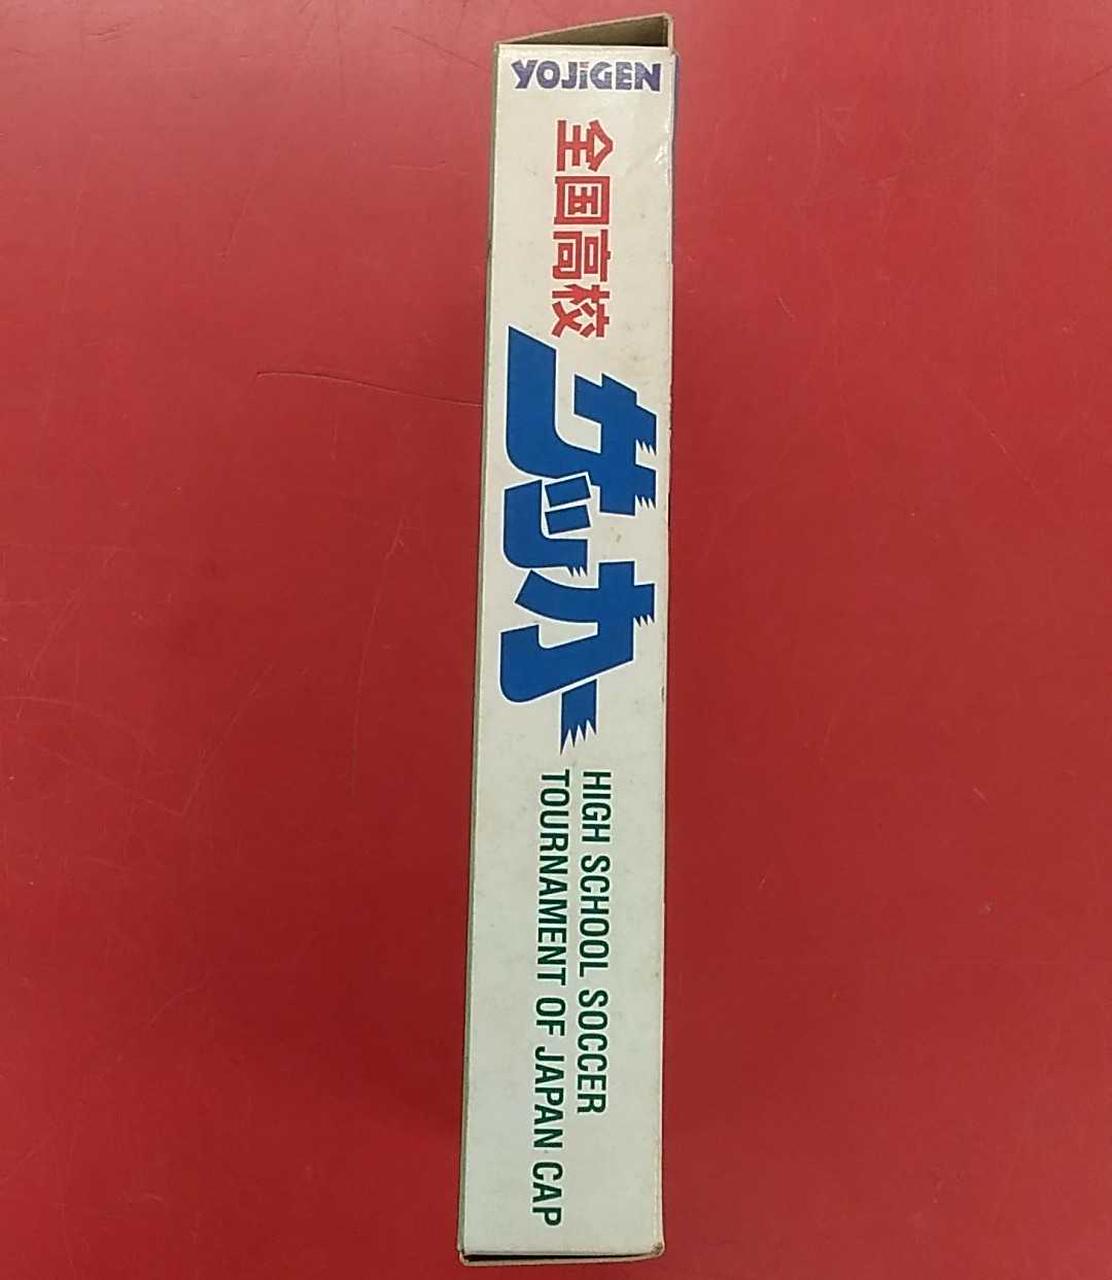 YOJIGEN
全国高校
サッカー
HIGH SCHOOL SOCCER
TOURNAMENT OF JAPAN CAP